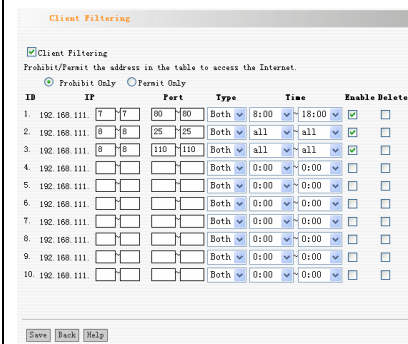 Client Filtering
Client Filtering
Prohibit/Permit the address in the table to access the Internet.
Prohibit Only Permit Only
ID IP Port Type Time Enable Delete
1. 192.168.111. 7 ~ 7 80 ~ 80 Both 8:00 ~ 18:00
2. 192.168.111. 8 ~ 8 25 ~ 25 Both all ~ all
3. 192.168.111. 8 ~ 8 110 ~ 110 Both all ~ all
4. 192.168.111. ~ ~ Both 0:00 ~ 0:00
5. 192.168.111. ~ ~ Both 0:00 ~ 0:00
6. 192.168.111. ~ ~ Both 0:00 ~ 0:00
7. 192.168.111. ~ ~ Both 0:00 ~ 0:00
8. 192.168.111. ~ ~ Both 0:00 ~ 0:00
9. 192.168.111. ~ ~ Both 0:00 ~ 0:00
10. 192.168.111. ~ ~ Both 0:00 ~ 0:00
Save Back Help